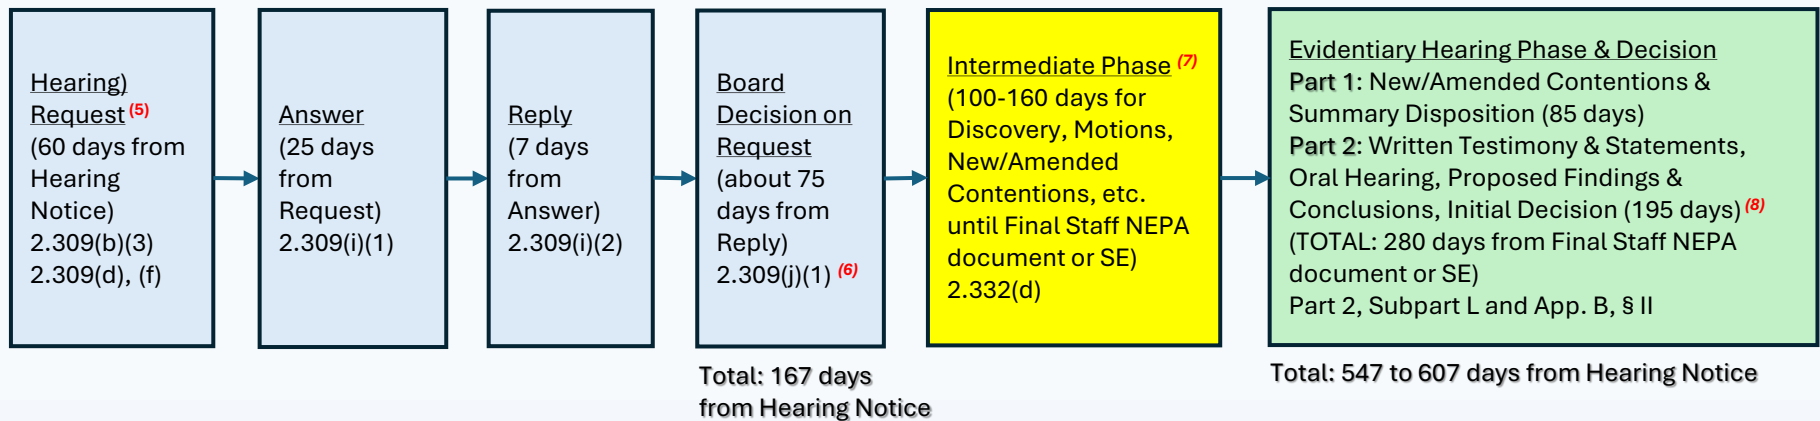 Hearing)
Request (5)
(60 days from
Hearing
Notice)
2.309(b)(3)
2.309(d), (f)
Answer
(25 days
from
Request)
2.309(i)(1)
Reply
(7 days
from
Answer)
2.309(i)(2)
Board
Decision on
Request
(about 75
days from
Reply)
2.309(j)(1) (6)
Total: 167 days
from Hearing Notice
Intermediate Phase (7)
(100-160 days for
Discovery, Motions,
New/Amended
Contentions, etc.
until Final Staff NEPA
document or SE)
2.332(d)
Evidentiary Hearing Phase & Decision
Part 1: New/Amended Contentions &
Summary Disposition (85 days)
Part 2: Written Testimony & Statements,
Oral Hearing, Proposed Findings &
Conclusions, Initial Decision (195 days) (8)
(TOTAL: 280 days from Final Staff NEPA
document or SE)
Part 2, Subpart L and App. B, § II
Total: 547 to 607 days from Hearing Notice